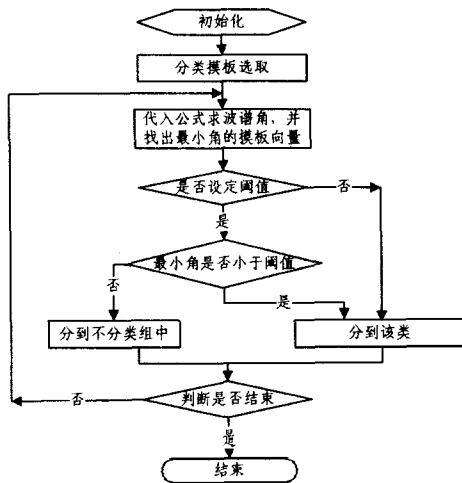 初始化
分类摸板选取
代入公式求波谱角，并
找出最小角的摸板向量
是否设定阈值
否
是
最小角是否小于阈值
否
是
分到不分类组中
分到该类
判断是否结束
否
是
结束